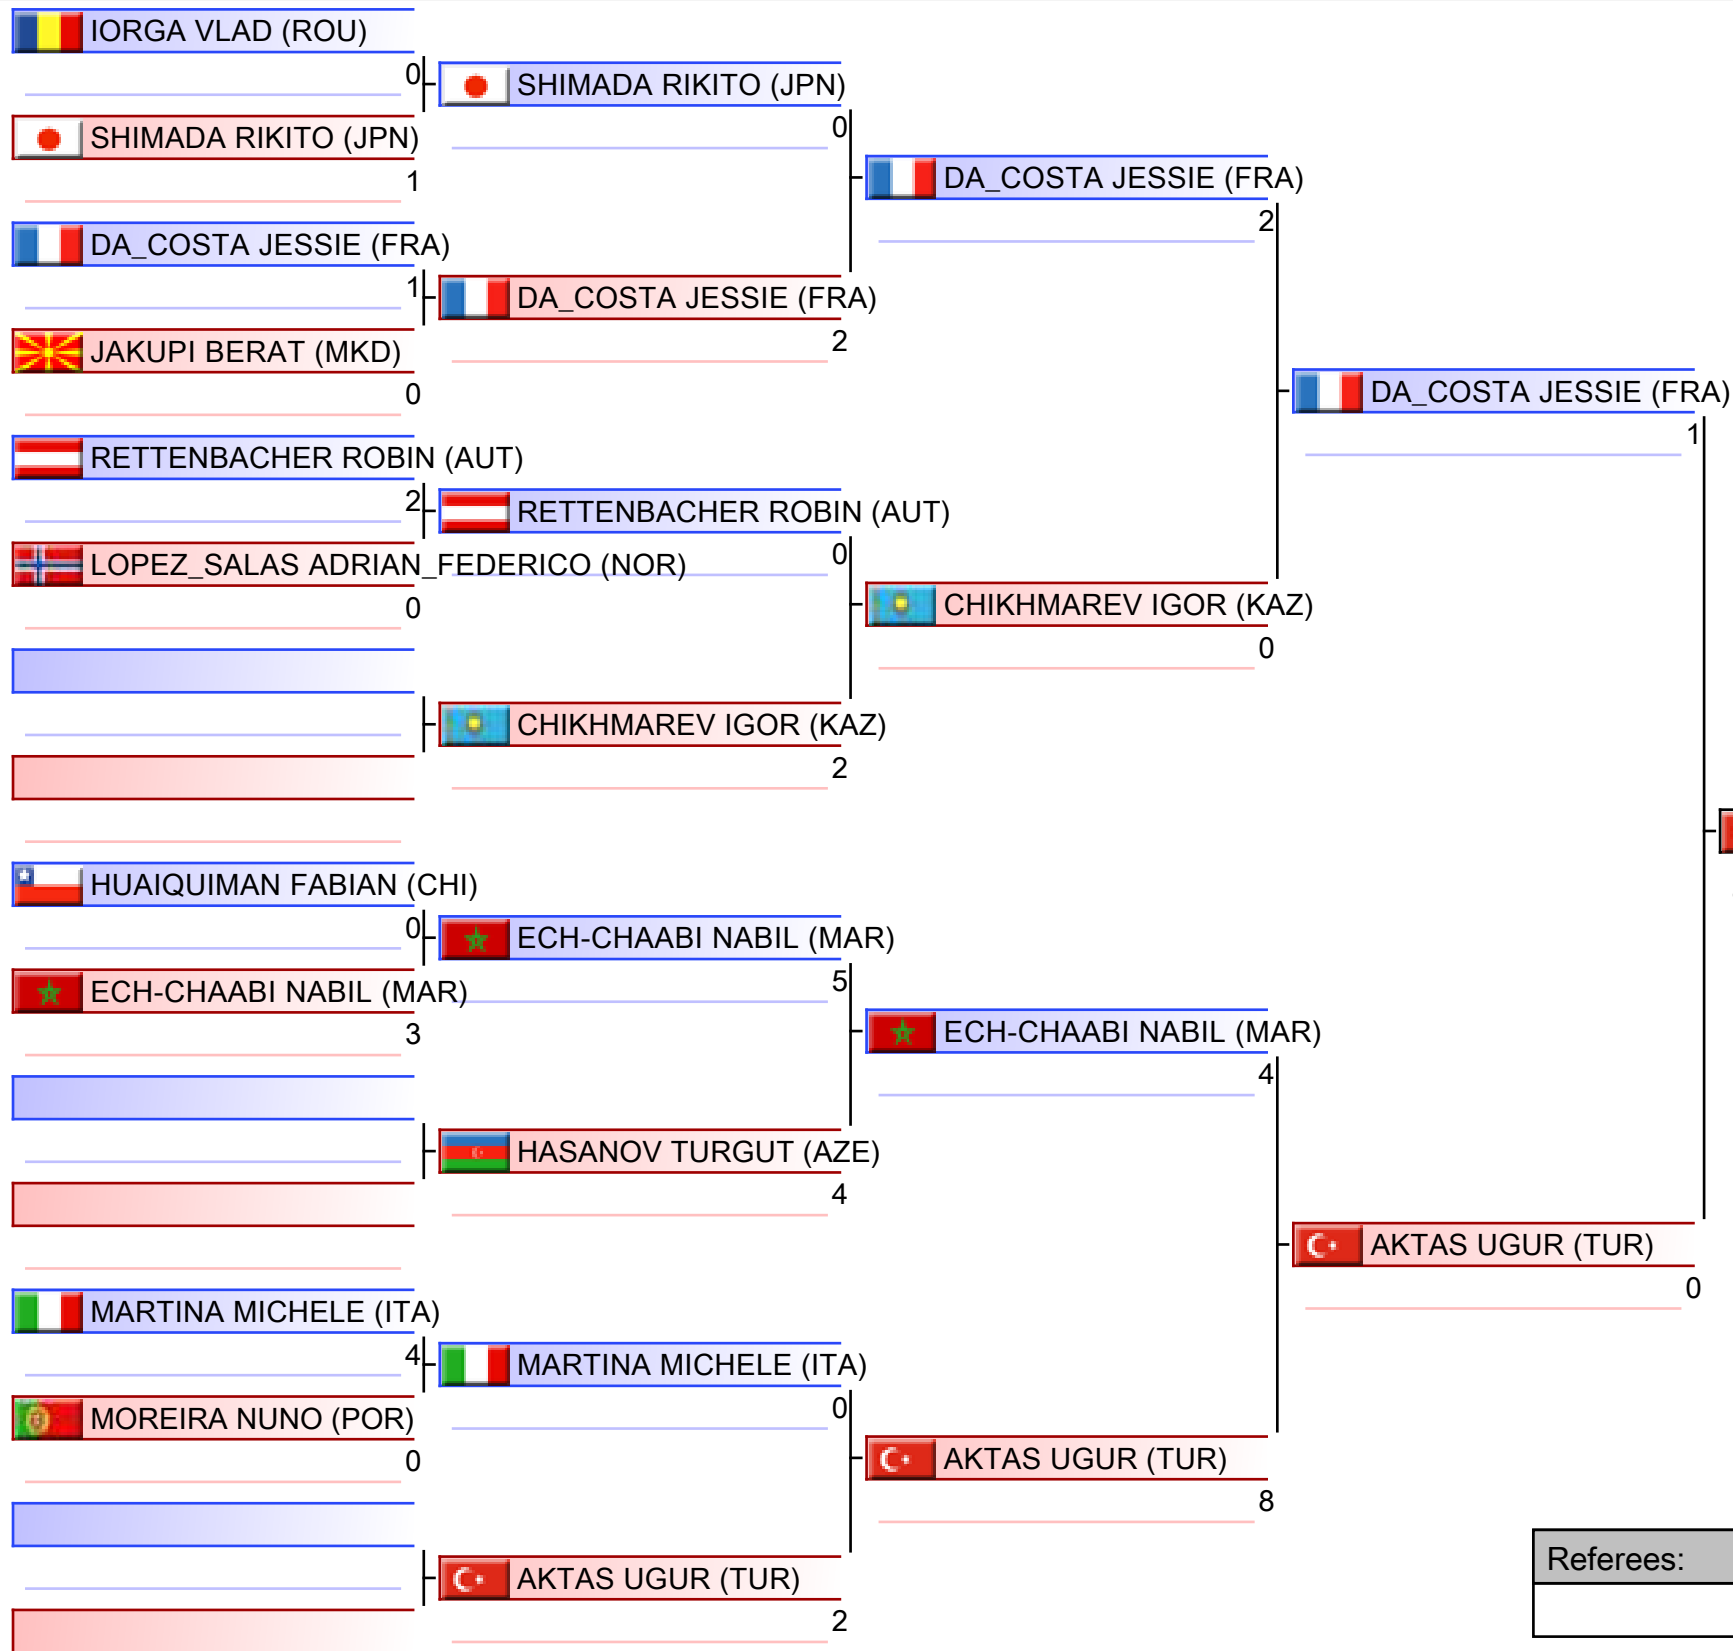 IORGA VLAD (ROU)
0
SHIMADA RIKITO (JPN)
SHIMADA RIKITO (JPN)
0
1
DA_COSTA JESSIE (FRA)
2
DA_COSTA JESSIE (FRA)
1
DA_COSTA JESSIE (FRA)
2
JAKUPI BERAT (MKD)
0
DA_COSTA JESSIE (FRA)
1
RETTENBACHER ROBIN (AUT)
2
RETTENBACHER ROBIN (AUT)
0
LOPEZ_SALAS ADRIAN_FEDERICO (NOR)
0
CHIKHMAREV IGOR (KAZ)
0
CHIKHMAREV IGOR (KAZ)
2
HUAIQUIMAN FABIAN (CHI)
0
ECH-CHAABI NABIL (MAR)
5
ECH-CHAABI NABIL (MAR)
3
ECH-CHAABI NABIL (MAR)
4
HASANOV TURGUT (AZE)
4
AKTAS UGUR (TUR)
0
MARTINA MICHELE (ITA)
4
MARTINA MICHELE (ITA)
0
MOREIRA NUNO (POR)
0
AKTAS UGUR (TUR)
8
AKTAS UGUR (TUR)
2
Referees: